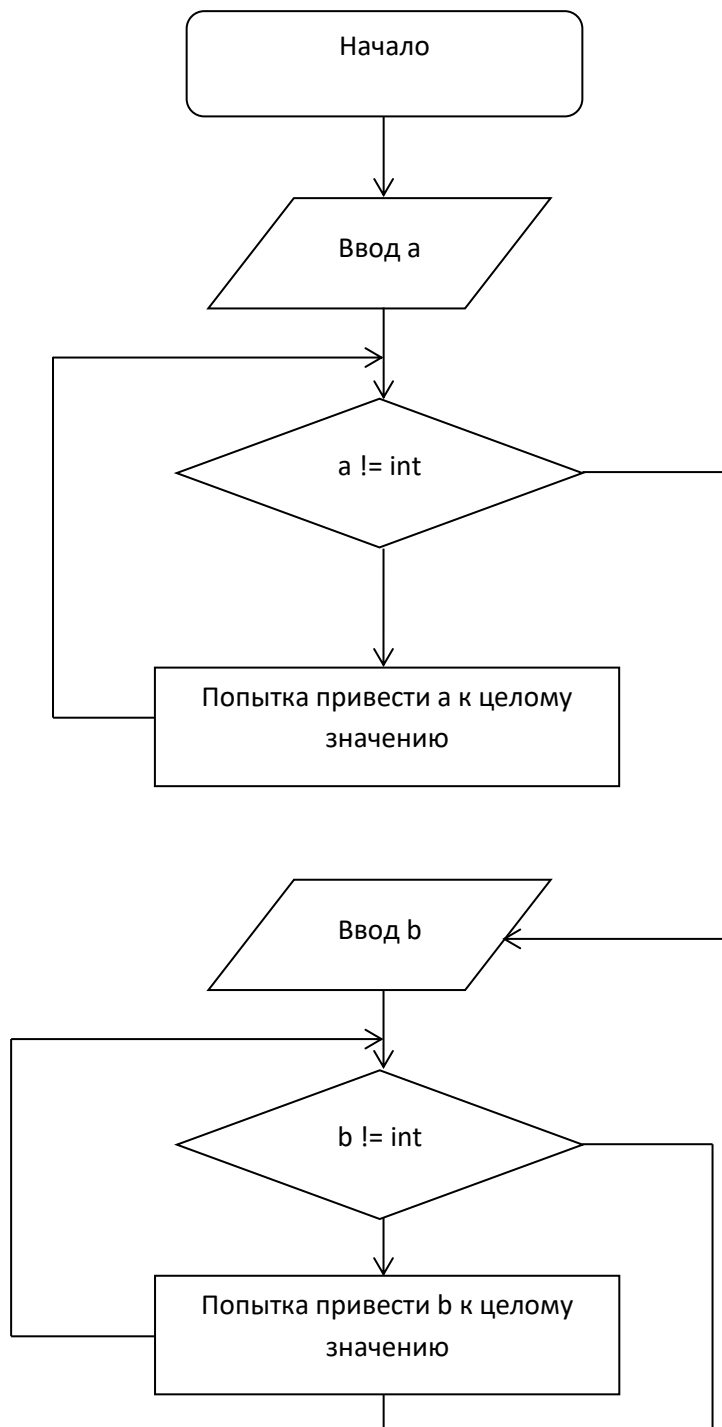 Начало
Ввод a
a != int
Попытка привести a к целому
значению
Ввод b
b != int
Попытка привести b к целому
значению